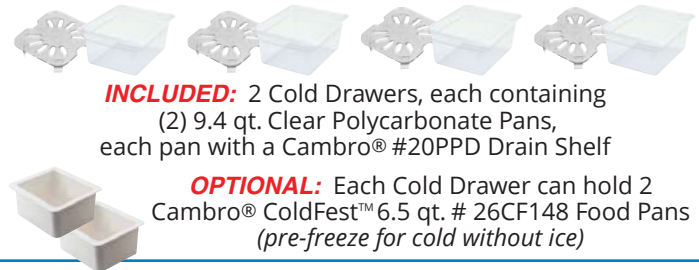 INCLUDED: 2 Cold Drawers, each containing
(2) 9.4 qt. Clear Polycarbonate Pans,
each pan with a Cambro® #20PPD Drain Shelf
OPTIONAL: Each Cold Drawer can hold 2
Cambro® ColdFest™ 6.5 qt. # 26CF148 Food Pans
(pre-freeze for cold without ice)